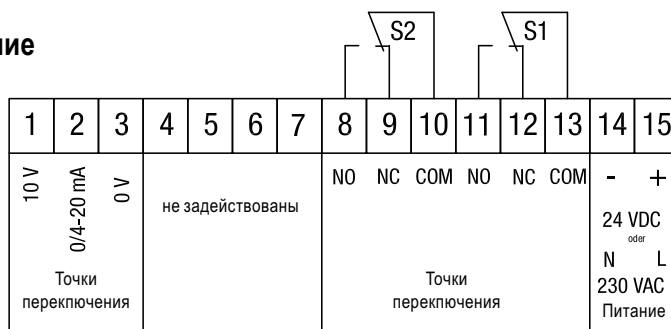 ние
S2
S1
1 2 3 4 5 6 7 8 9 10 11 12 13 14 15
10 V
0/4-20 mA
0 V
не задействованы
NO NC COM NO NC COM
- +
24 VDC
oder
N L
230 VAC
Питание
Точки
перекпючения
Точки
перекпючения